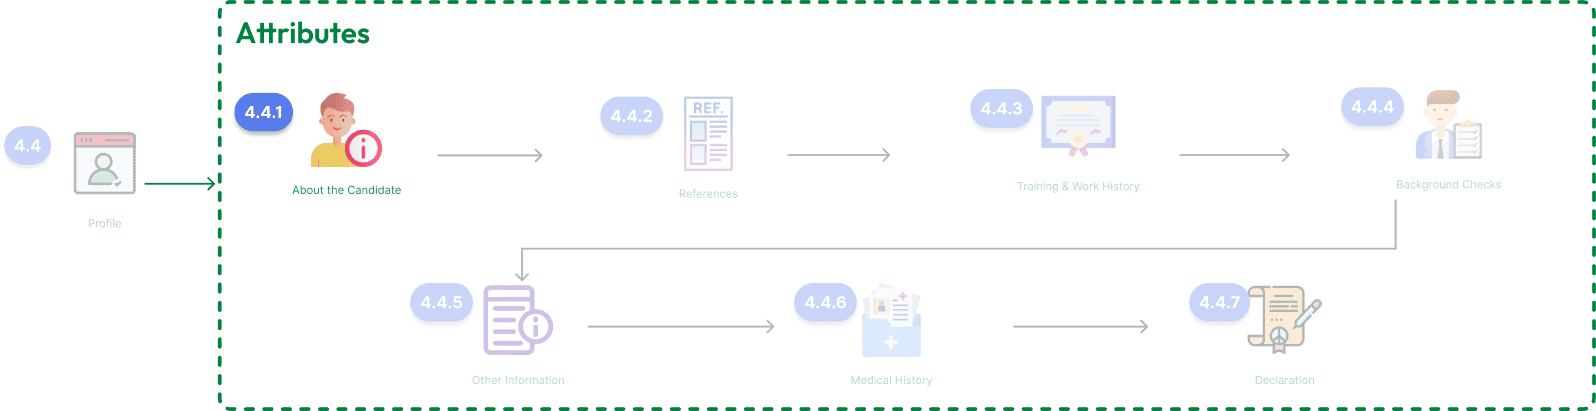 Attributes
4.4
Profile
4.4.1
About the Candidate
4.4.2
REF.
References
4.4.3
Training & Work History
4.4.4
Background Checks
4.4.5
Other Information
4.4.6
Medical History
4.4.7
Declaration